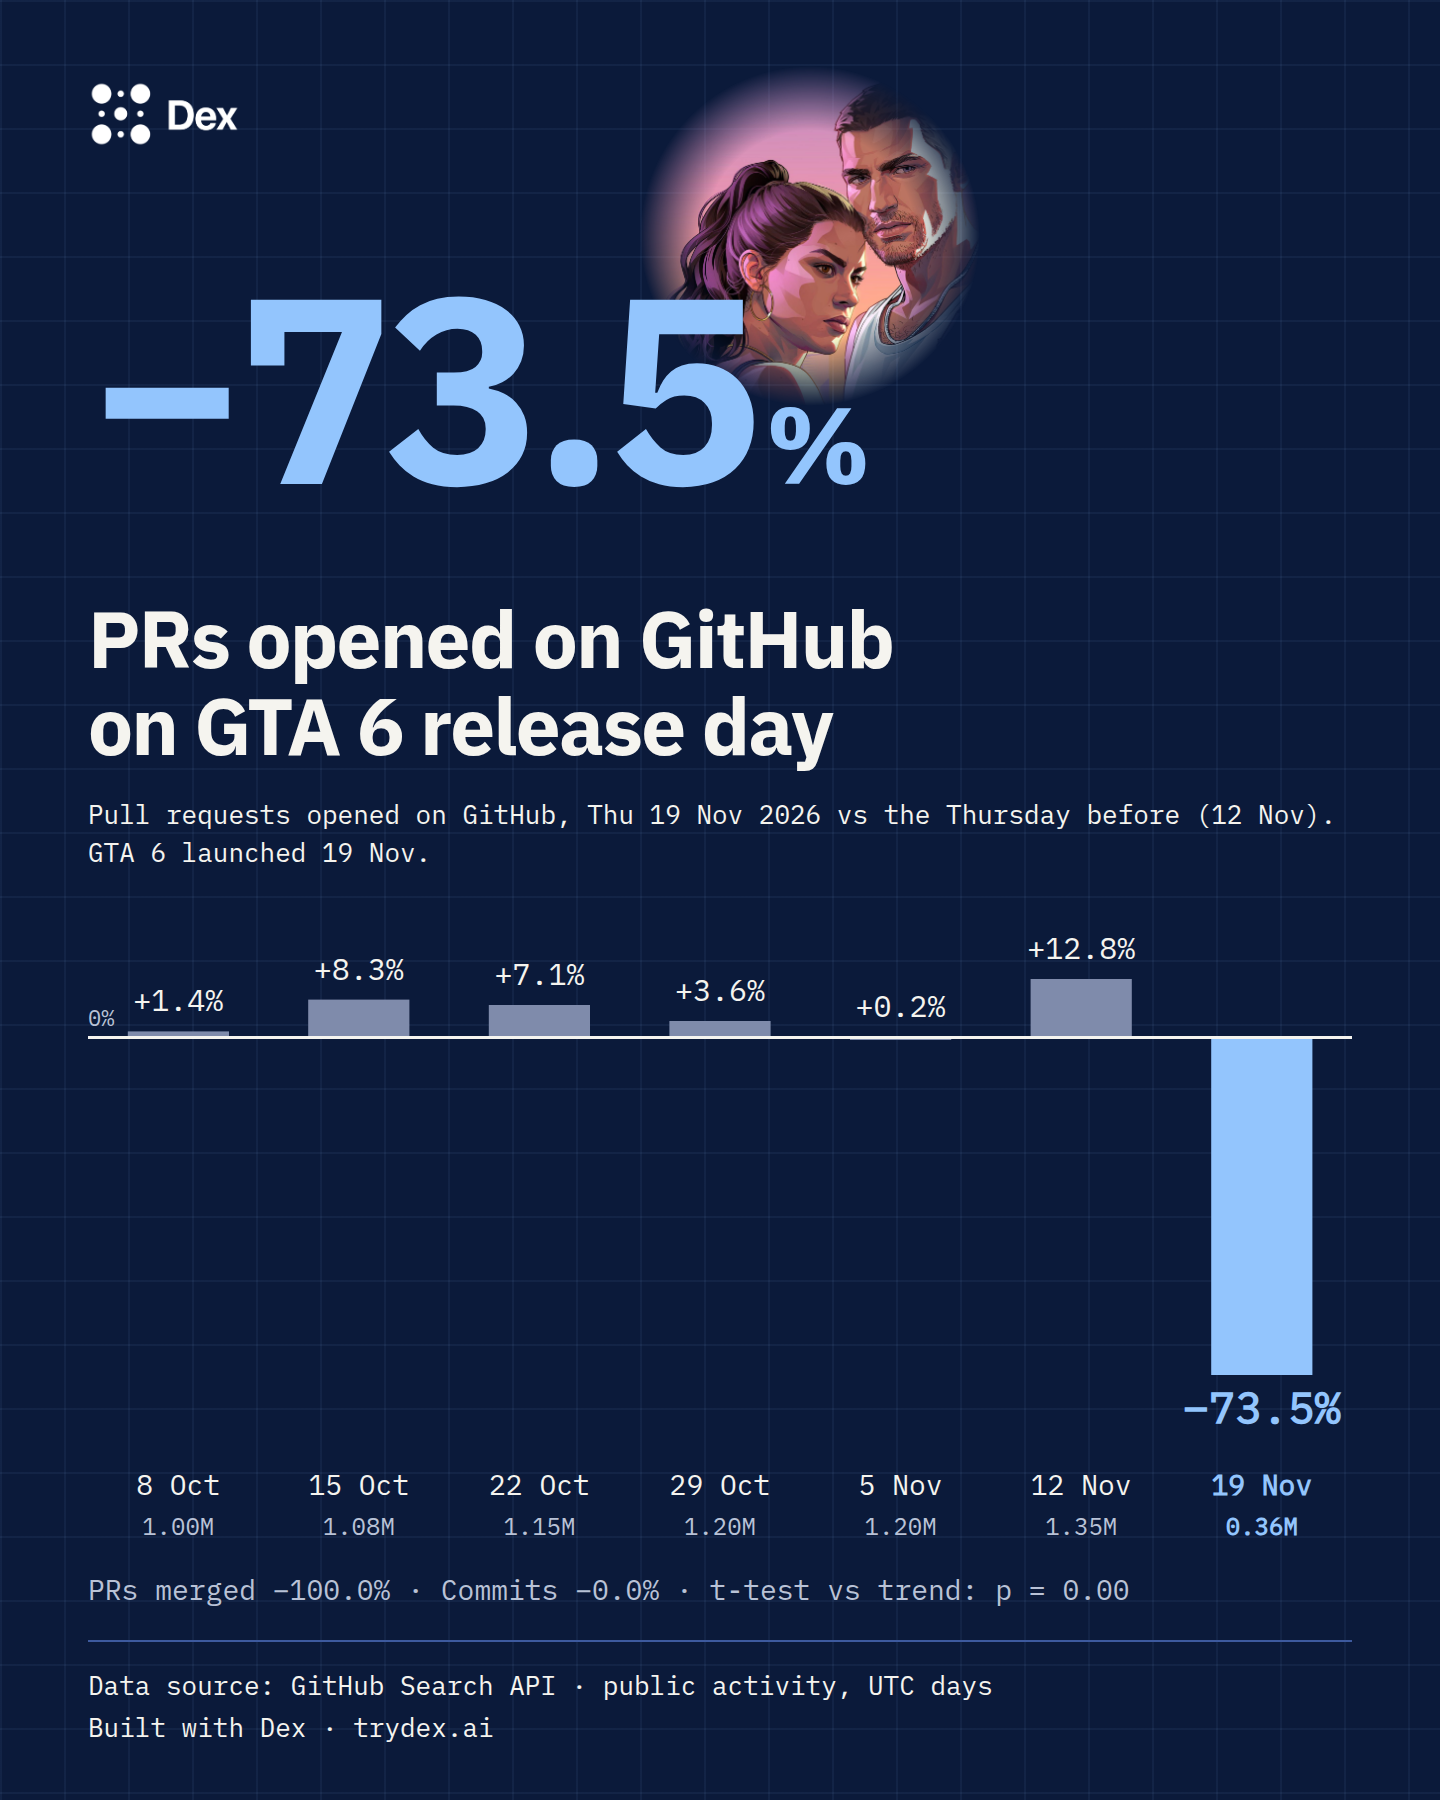 Dex
−73.5%
PRs opened on GitHub
on GTA 6 release day
Pull requests opened on GitHub, Thu 19 Nov 2026 vs the Thursday before (12 Nov).
GTA 6 launched 19 Nov.
0% +1.4% +8.3% +7.1% +3.6% +0.2% +12.8%
−73.5%
8 Oct 15 Oct 22 Oct 29 Oct 5 Nov 12 Nov 19 Nov
1.00M 1.08M 1.15M 1.20M 1.20M 1.35M 0.36M
PRs merged −100.0% · Commits −0.0% · t-test vs trend: p = 0.00
Data source: GitHub Search API · public activity, UTC days
Built with Dex · trydex.ai